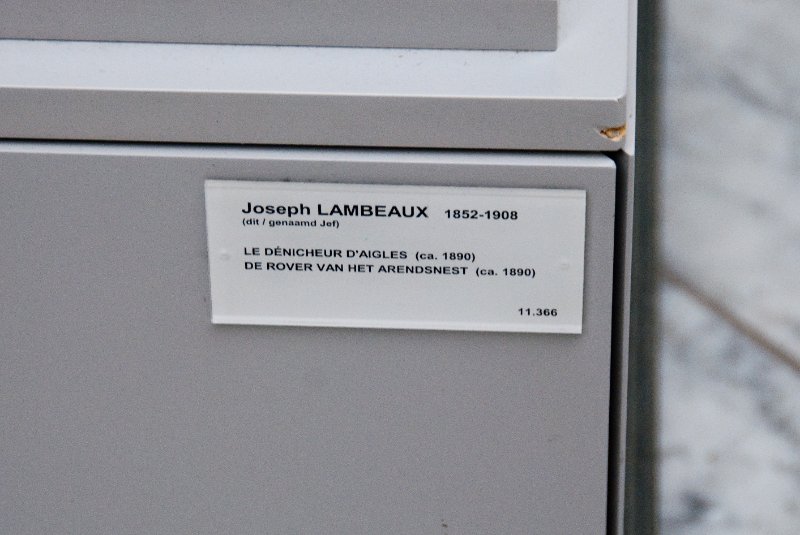 Joseph LAMBEAUX 1852-1908
(dit / genaamd Jef)
LE DÉNICHEUR D'AIGLES (ca. 1890)
DE ROVER VAN HET ARENDSNEST (ca. 1890)
11.366